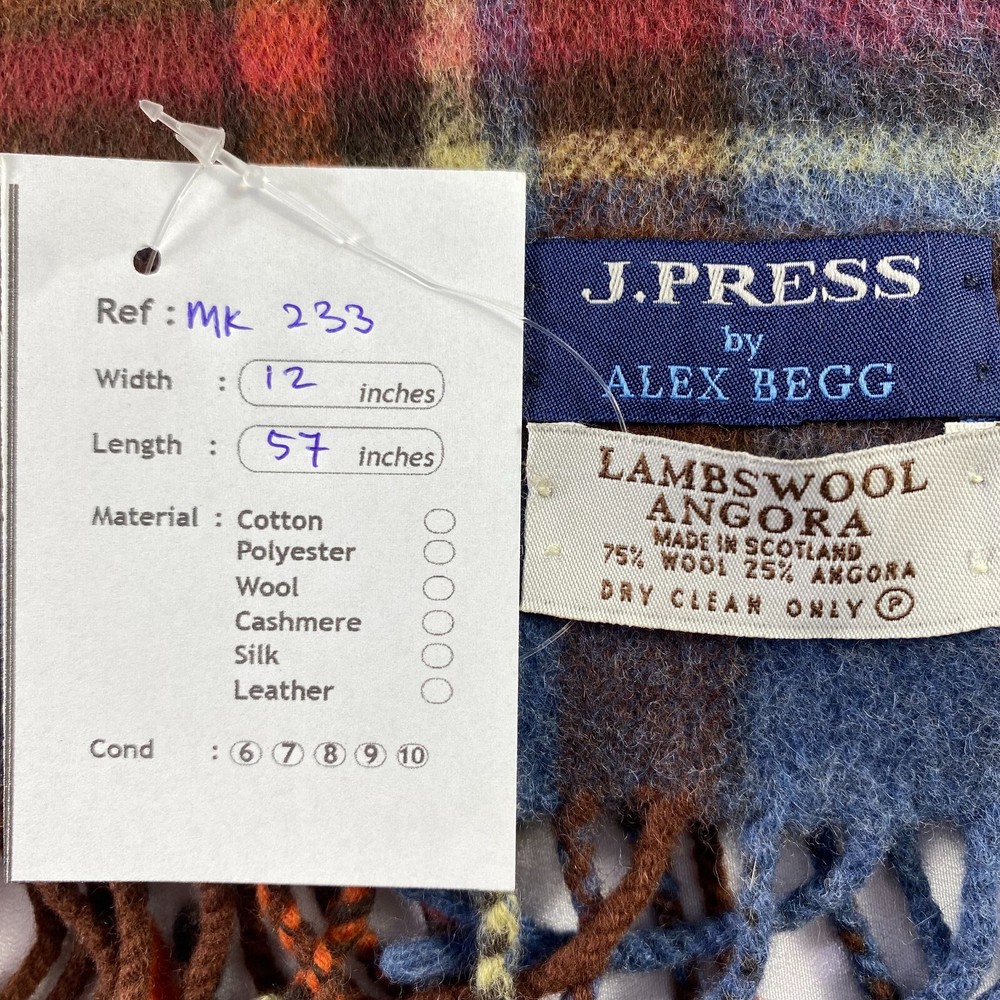 Ref : MK 233
Width : 12 inches
Length : 57 inches
Material : Cotton
Polyester
Wool
Cashmere
Silk
Leather
Cond : 6 7 8 9 10
J.PRESS
by
ALEX BEGG
LAMBSWOOL
ANGORA
MADE IN SCOTLAND
75% WOOL 25% ANGORA
DRY CLEAN ONLY P